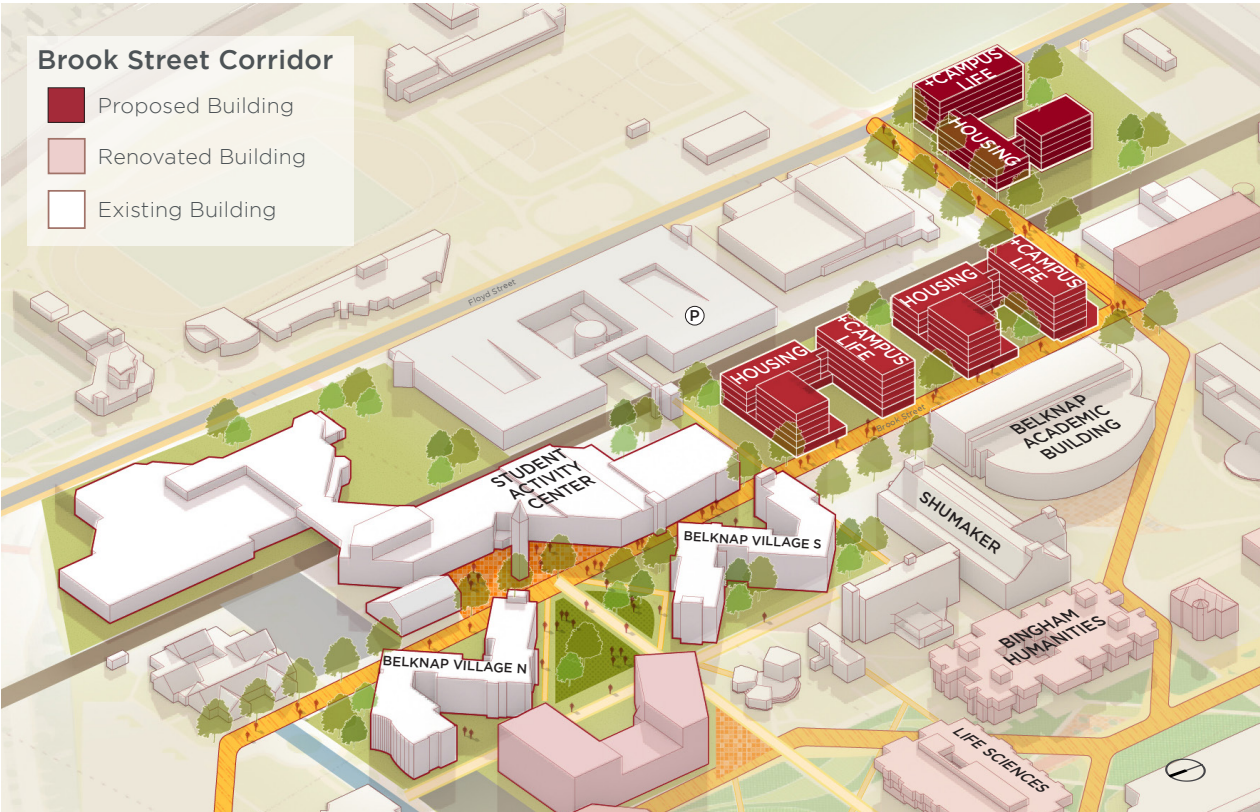 Brook Street Corridor
Proposed Building
Renovated Building
Existing Building
+CAMPUS
LIFE
HOUSING
+CAMPUS
LIFE
HOUSING
Floyd Street
P
+CAMPUS
LIFE
HOUSING
Brook Street
BELKNAP
ACADEMIC
BUILDING
STUDENT
ACTIVITY
CENTER
SHUMAKER
BELKNAP VILLAGE S
BINGHAM
HUMANITIES
BELKNAP VILLAGE N
LIFE SCIENCES